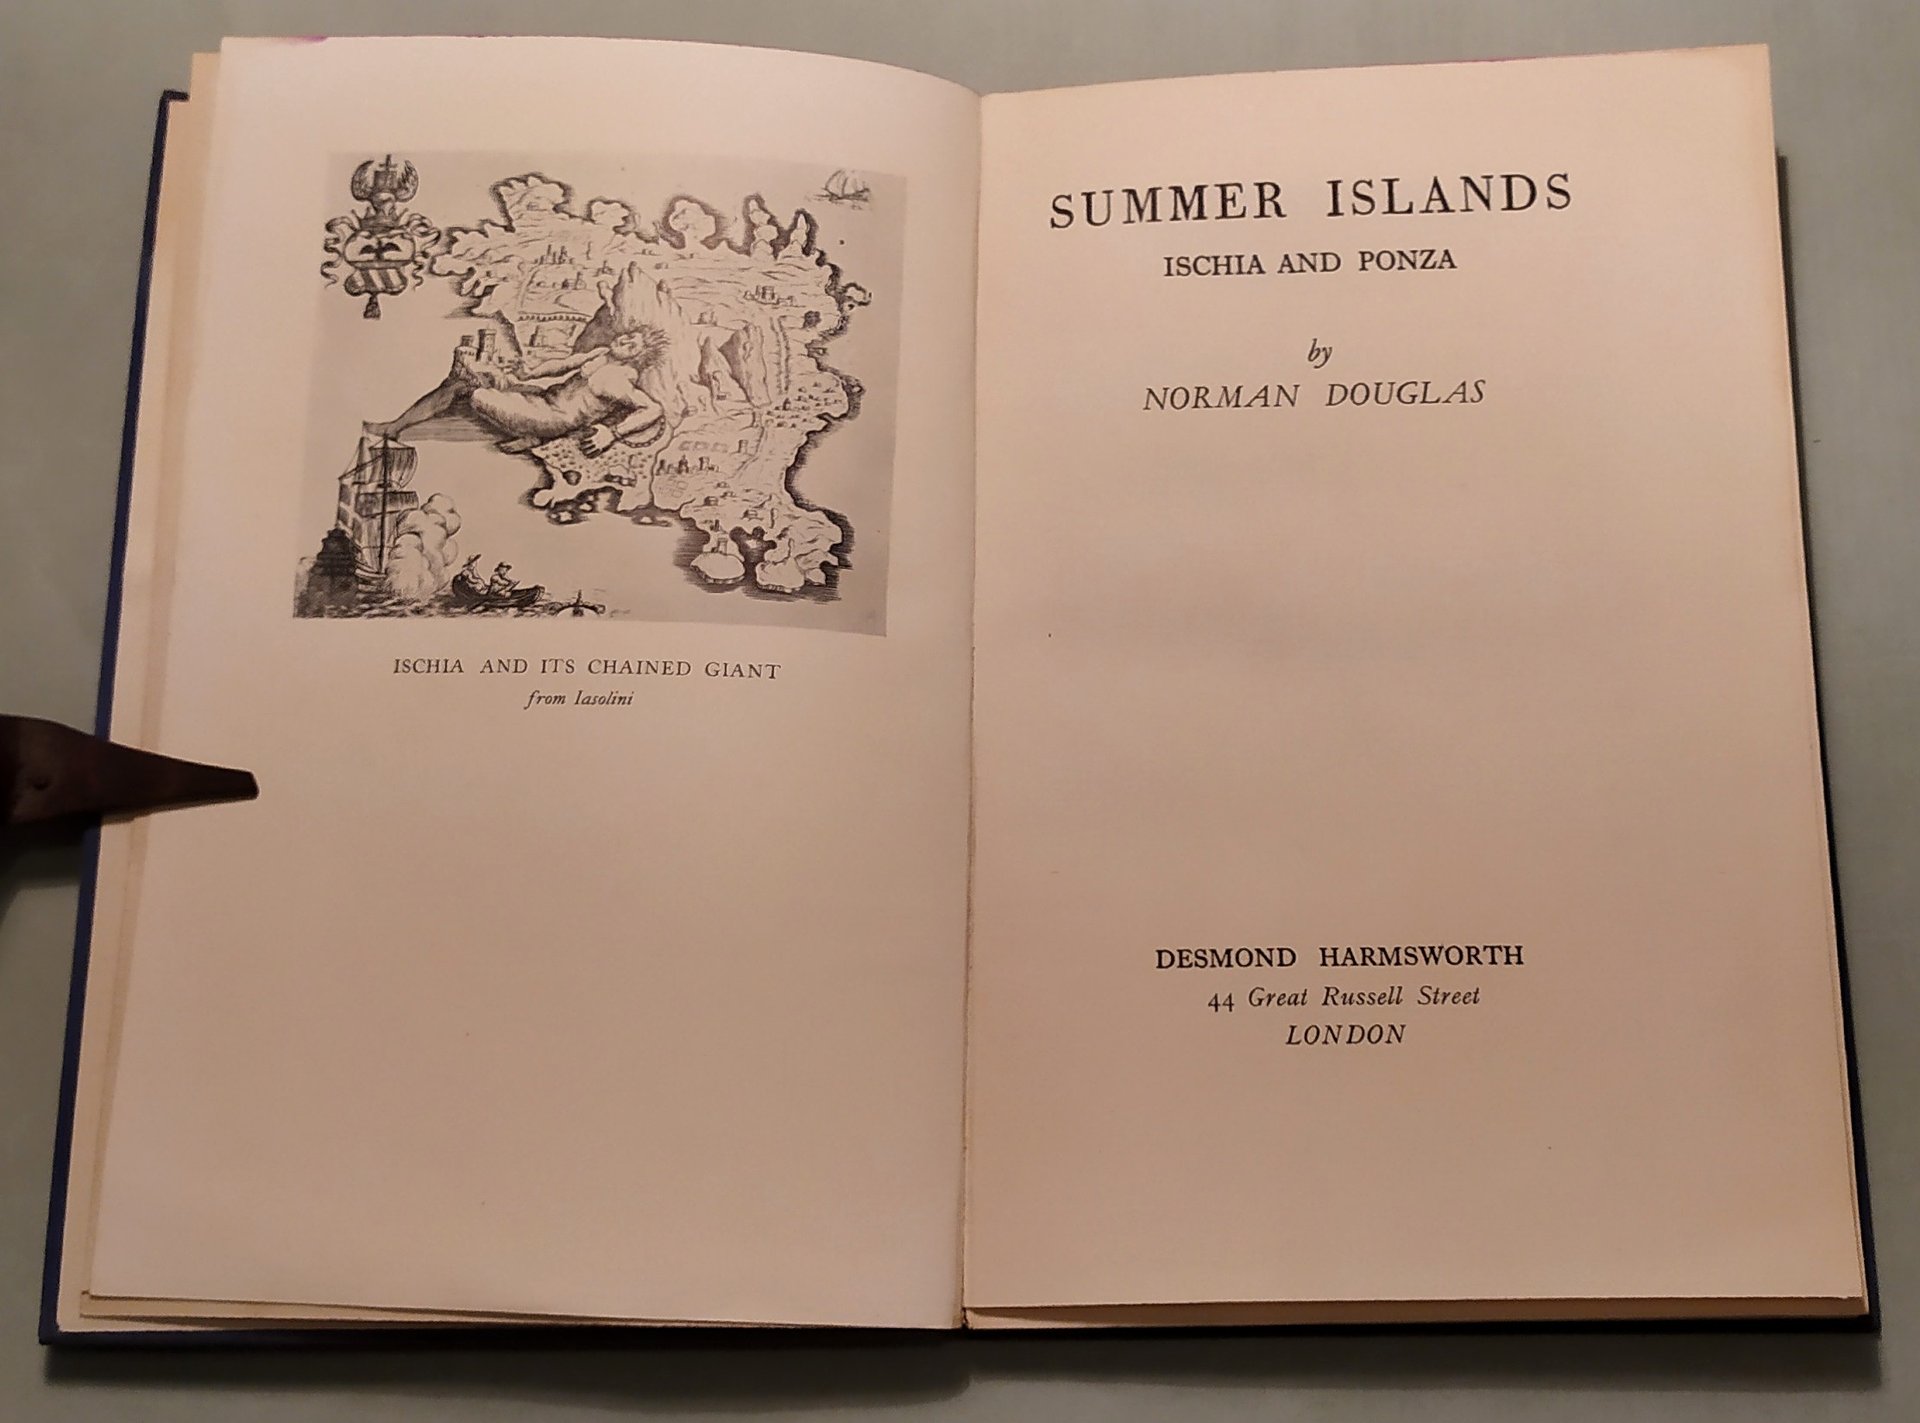 ISCHIA AND ITS CHAINED GIANT
from Iasolini
SUMMER ISLANDS
ISCHIA AND PONZA
by
NORMAN DOUGLAS
DESMOND HARMSWORTH
44 Great Russell Street
LONDON